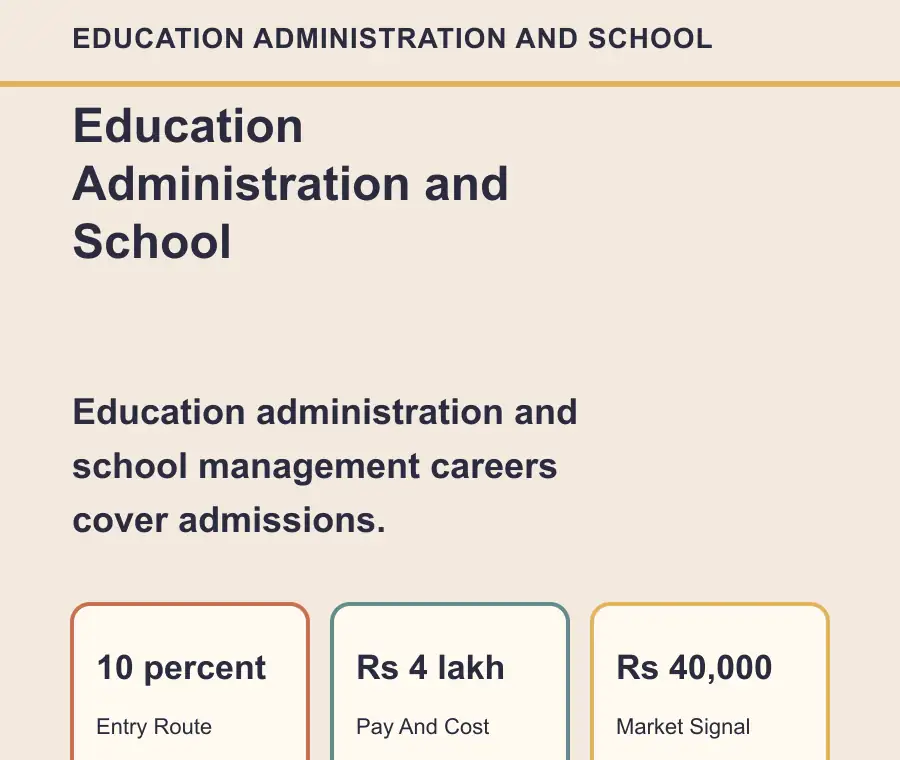 EDUCATION ADMINISTRATION AND SCHOOL
Education
Administration and
School
Education administration and
school management careers
cover admissions.
10 percent
Entry Route
Rs 4 lakh
Pay And Cost
Rs 40,000
Market Signal